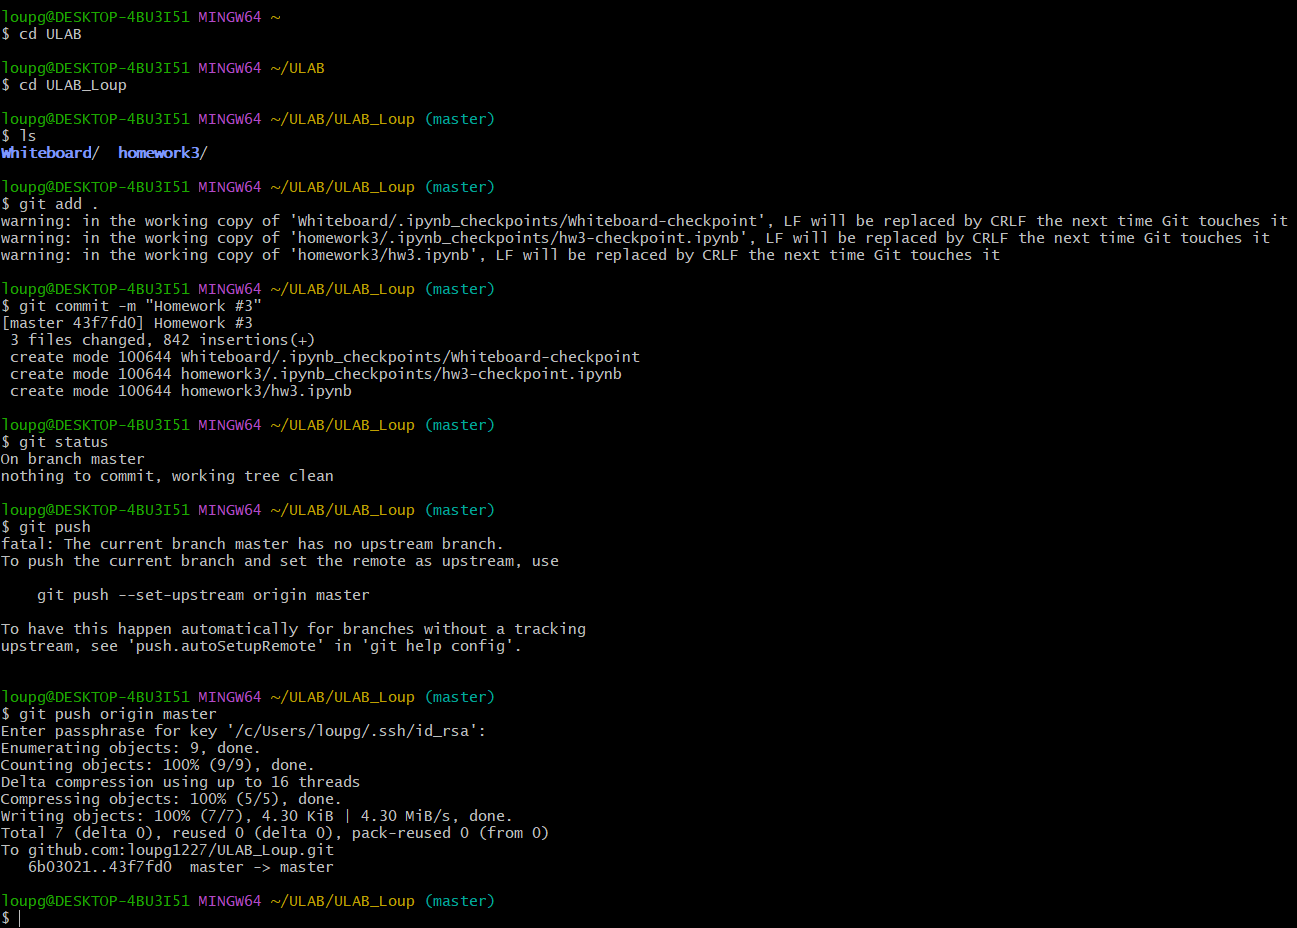 loupg@DESKTOP-4BU3I51 MINGW64 ~
$ cd ULAB
loupg@DESKTOP-4BU3I51 MINGW64 ~/ULAB
$ cd ULAB_Loup
loupg@DESKTOP-4BU3I51 MINGW64 ~/ULAB/ULAB_Loup (master)
$ ls
Whiteboard/  homework3/
loupg@DESKTOP-4BU3I51 MINGW64 ~/ULAB/ULAB_Loup (master)
$ git add .
warning: in the working copy of 'Whiteboard/.ipynb_checkpoints/Whiteboard-checkpoint', LF will be replaced by CRLF the next time Git touches it
warning: in the working copy of 'homework3/.ipynb_checkpoints/hw3-checkpoint.ipynb', LF will be replaced by CRLF the next time Git touches it
warning: in the working copy of 'homework3/hw3.ipynb', LF will be replaced by CRLF the next time Git touches it
loupg@DESKTOP-4BU3I51 MINGW64 ~/ULAB/ULAB_Loup (master)
$ git commit -m "Homework #3"
[master 43f7fd0] Homework #3
 3 files changed, 842 insertions(+)
 create mode 100644 Whiteboard/.ipynb_checkpoints/Whiteboard-checkpoint
 create mode 100644 homework3/.ipynb_checkpoints/hw3-checkpoint.ipynb
 create mode 100644 homework3/hw3.ipynb
loupg@DESKTOP-4BU3I51 MINGW64 ~/ULAB/ULAB_Loup (master)
$ git status
On branch master
nothing to commit, working tree clean
loupg@DESKTOP-4BU3I51 MINGW64 ~/ULAB/ULAB_Loup (master)
$ git push
fatal: The current branch master has no upstream branch.
To push the current branch and set the remote as upstream, use
    git push --set-upstream origin master
To have this happen automatically for branches without a tracking
upstream, see 'push.autoSetupRemote' in 'git help config'.
loupg@DESKTOP-4BU3I51 MINGW64 ~/ULAB/ULAB_Loup (master)
$ git push origin master
Enter passphrase for key '/c/Users/loupg/.ssh/id_rsa':
Enumerating objects: 9, done.
Counting objects: 100% (9/9), done.
Delta compression using up to 16 threads
Compressing objects: 100% (5/5), done.
Writing objects: 100% (7/7), 4.30 KiB | 4.30 MiB/s, done.
Total 7 (delta 0), reused 0 (delta 0), pack-reused 0 (from 0)
To github.com:loupg1227/ULAB_Loup.git
   6b03021..43f7fd0  master -> master
loupg@DESKTOP-4BU3I51 MINGW64 ~/ULAB/ULAB_Loup (master)
$